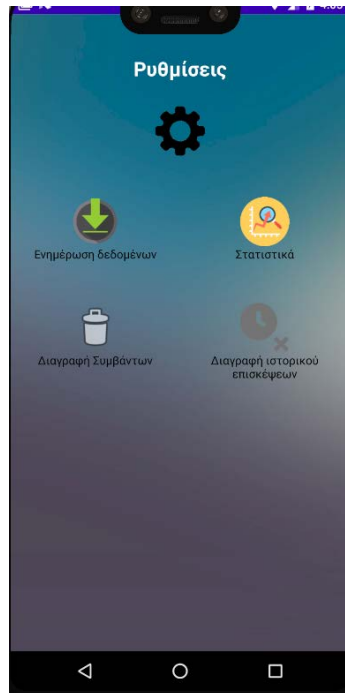 Ρυθμίσεις
Ενημέρωση δεδομένων
Στατιστικά
Διαγραφή Συμβάντων
Διαγραφή ιστορικού
επισκέψεων